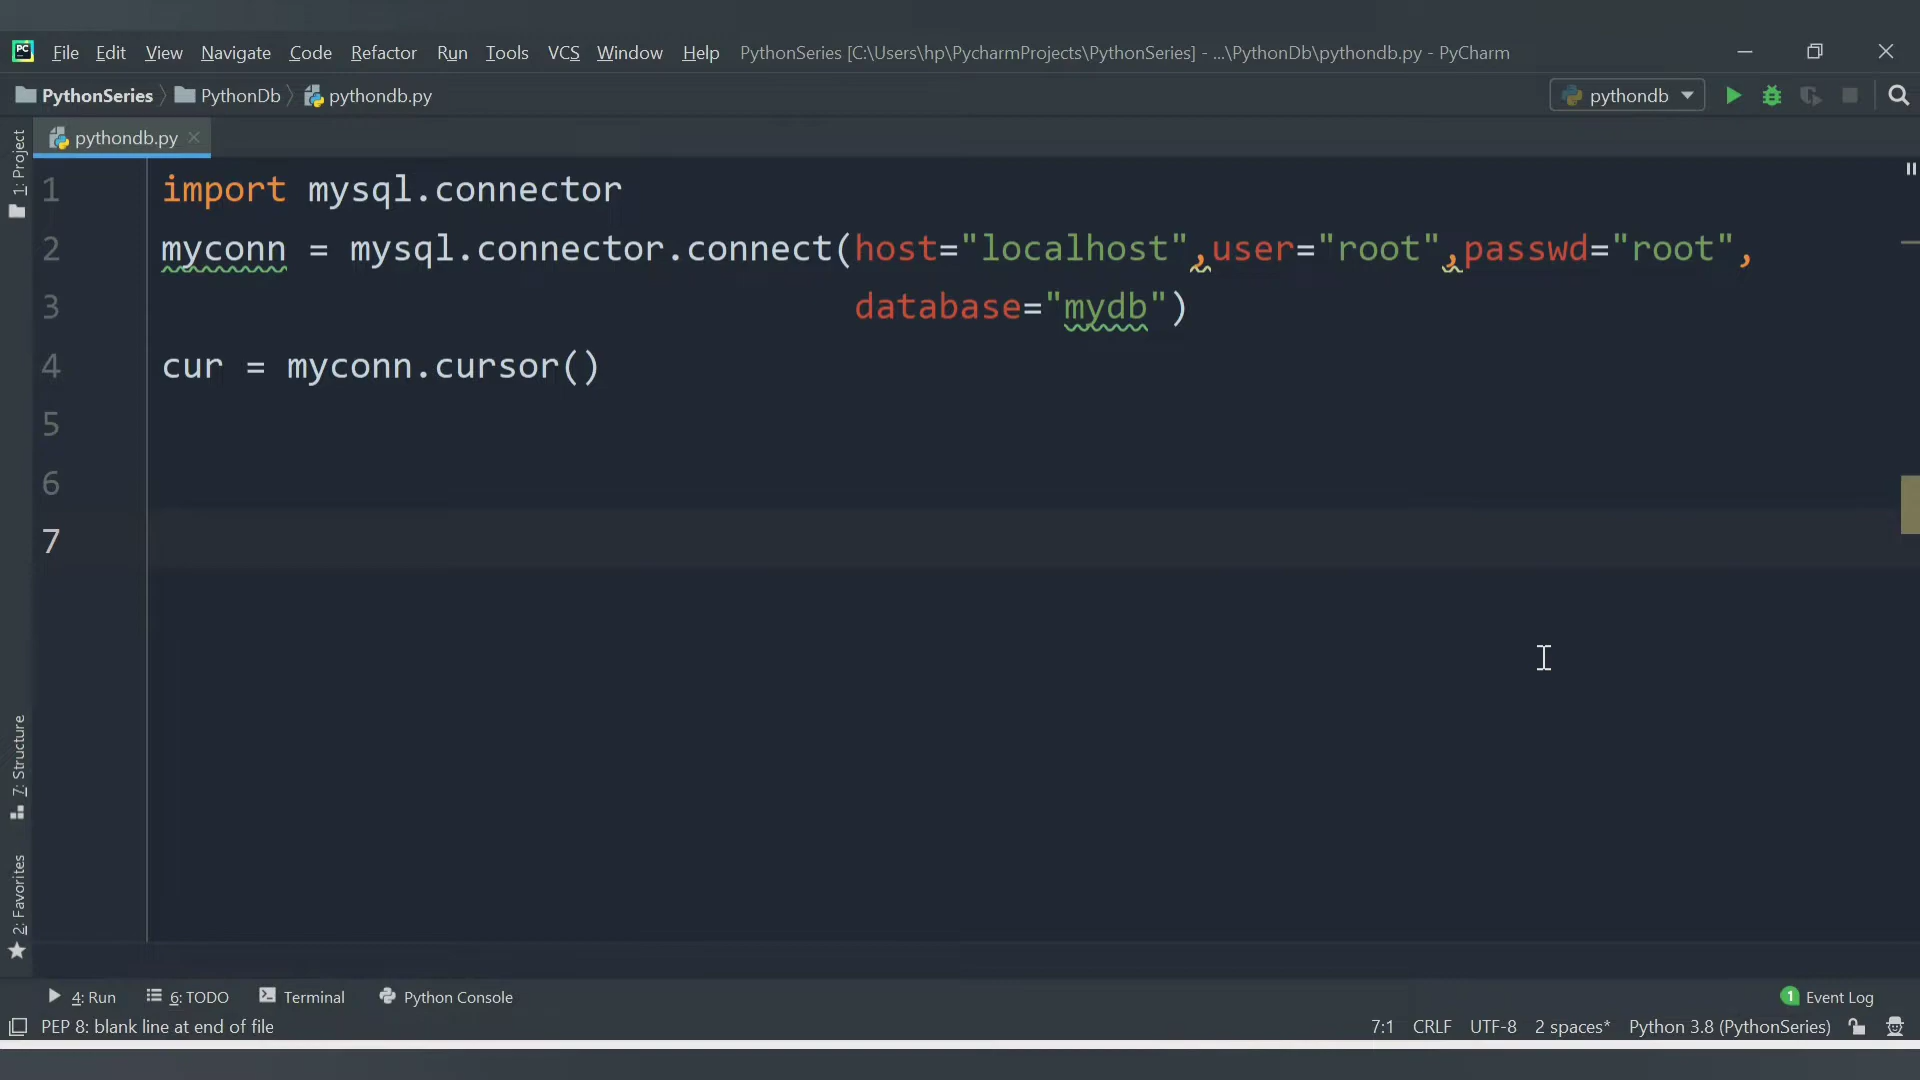 PC File Edit View Navigate Code Refactor Run Tools VCS Window Help PythonSeries [C:\Users\hp\PycharmProjects\PythonSeries] - ...\PythonDb\pythondb.py - PyCharm
PythonSeries PythonDb pythondb.py pythondb
1: Project
pythondb.py
1 import mysql.connector
2 myconn = mysql.connector.connect(host="localhost",user="root",passwd="root",
3 database="mydb")
4 cur = myconn.cursor()
5
6
7
7: Structure
2: Favorites
4: Run 6: TODO Terminal Python Console 1 Event Log
PEP 8: blank line at end of file 7:1 CRLF UTF-8 2 spaces* Python 3.8 (PythonSeries)